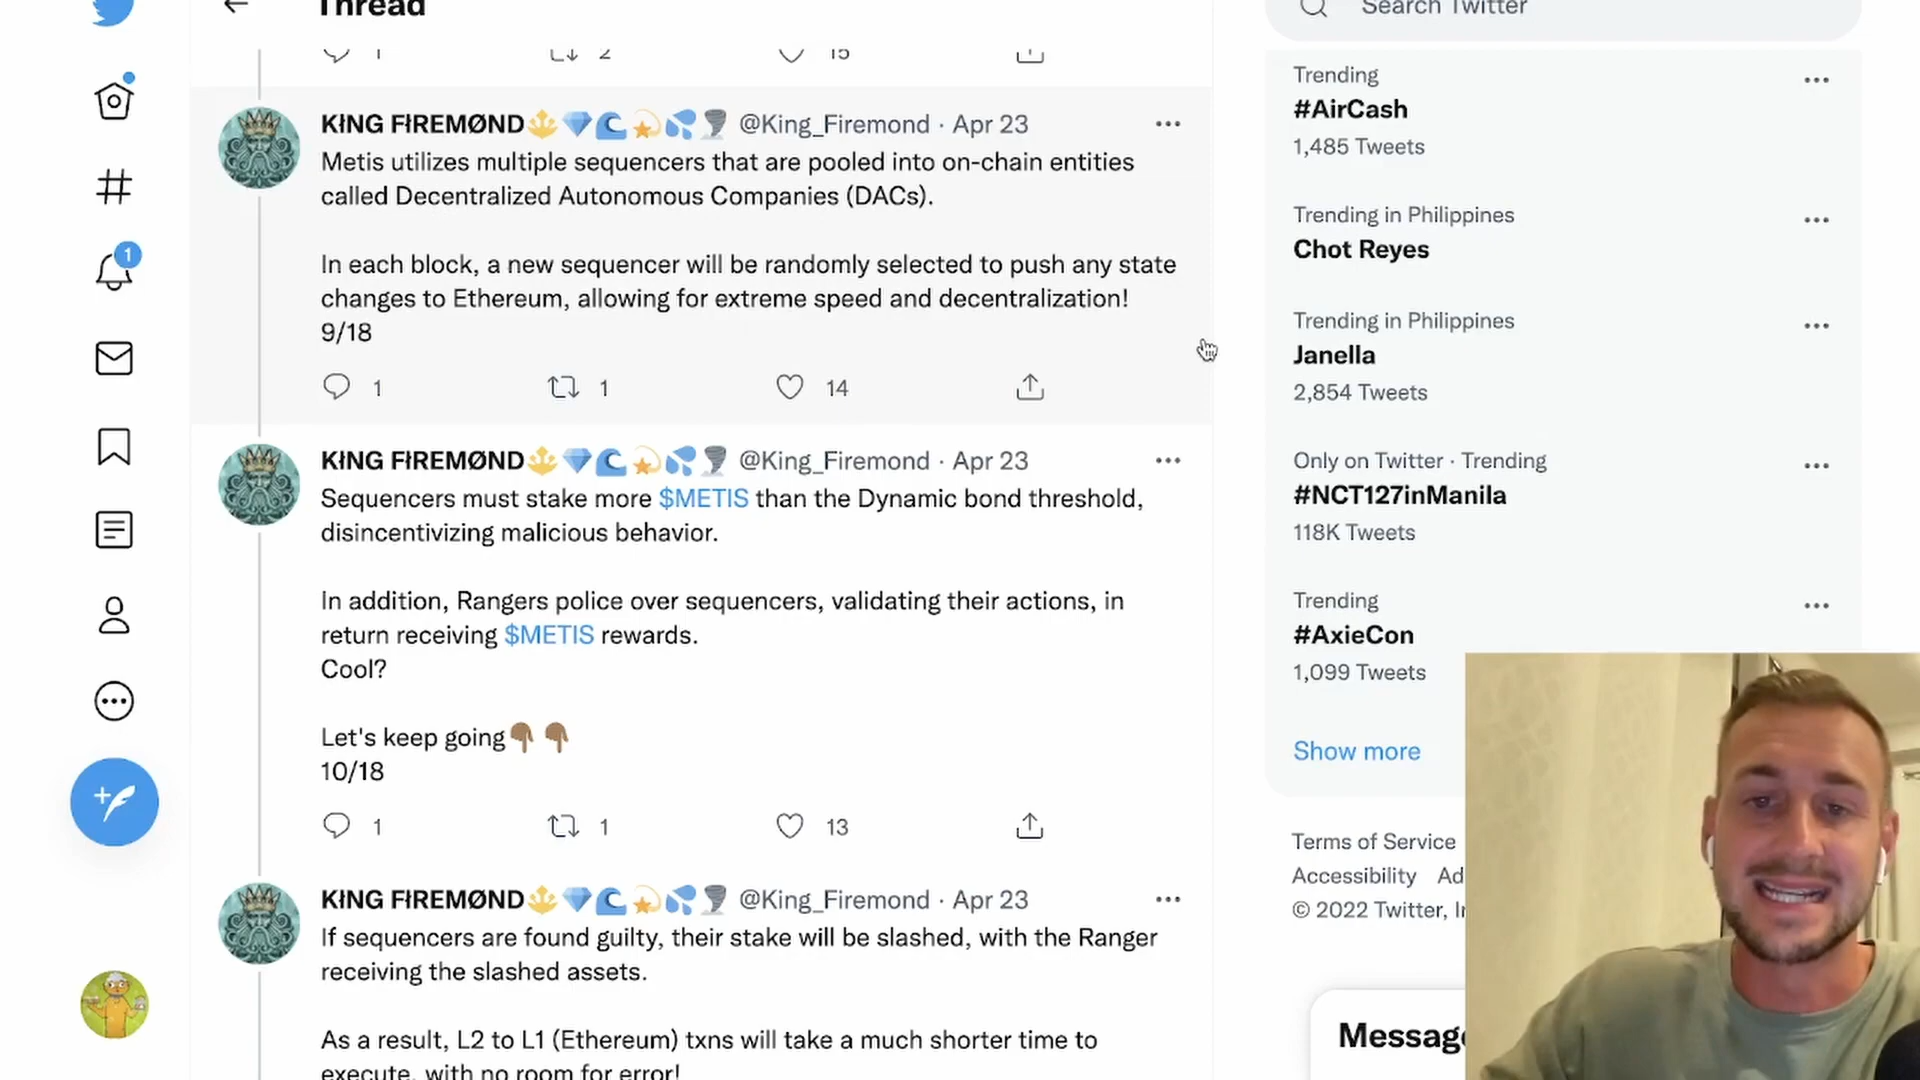 Thread
Search Twitter
1
2
15
KłNG FłREMØND @King_Firemond · Apr 23
Metis utilizes multiple sequencers that are pooled into on-chain entities
called Decentralized Autonomous Companies (DACs).
In each block, a new sequencer will be randomly selected to push any state
changes to Ethereum, allowing for extreme speed and decentralization!
9/18
1
1
14
KłNG FłREMØND @King_Firemond · Apr 23
Sequencers must stake more $METIS than the Dynamic bond threshold,
disincentivizing malicious behavior.
In addition, Rangers police over sequencers, validating their actions, in
return receiving $METIS rewards.
Cool?
Let's keep going
10/18
1
1
13
KłNG FłREMØND @King_Firemond · Apr 23
If sequencers are found guilty, their stake will be slashed, with the Ranger
receiving the slashed assets.
As a result, L2 to L1 (Ethereum) txns will take a much shorter time to
execute, with no room for error!
1
Trending
#AirCash
1,485 Tweets
Trending in Philippines
Chot Reyes
Trending in Philippines
Janella
2,854 Tweets
Only on Twitter · Trending
#NCT127inManila
118K Tweets
Trending
#AxieCon
1,099 Tweets
Show more
Terms of Service
Accessibility Ad
© 2022 Twitter, I
Messag